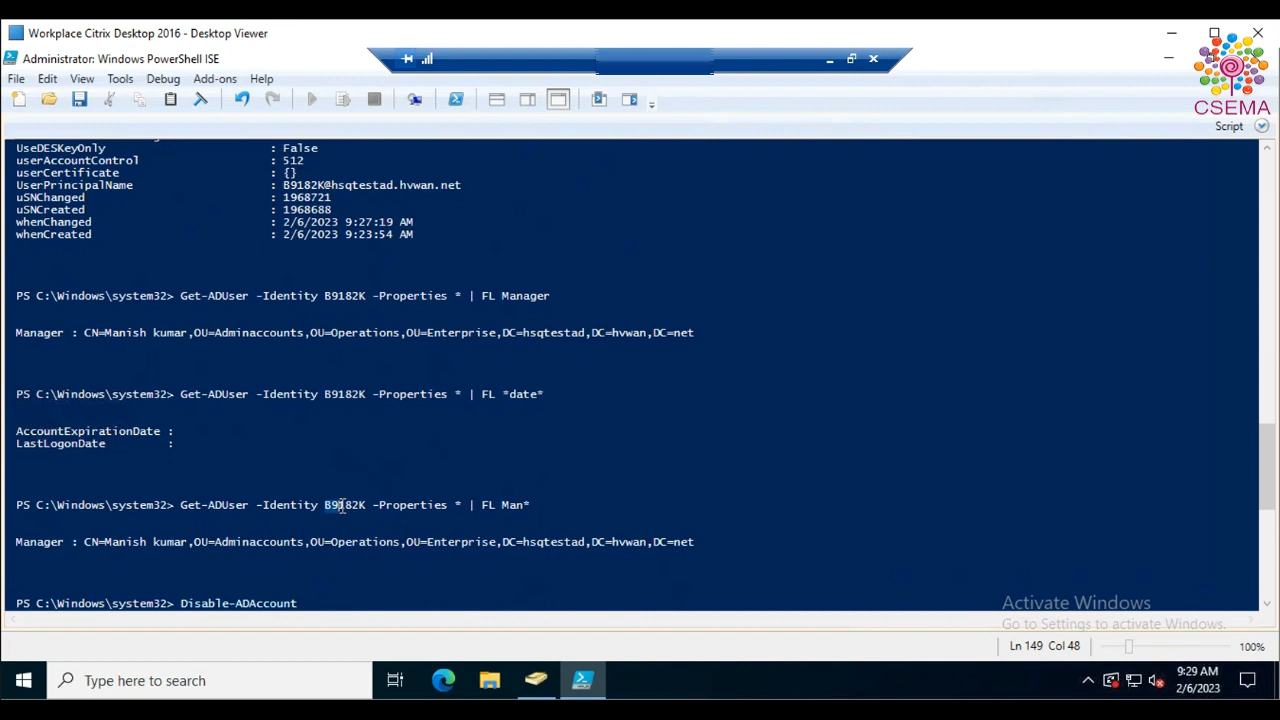 Workplace Citrix Desktop 2016 - Desktop Viewer
Administrator: Windows PowerShell ISE
File Edit View Tools Debug Add-ons Help
CSEMA
Script
UseDESKeyOnly : False
userAccountControl : 512
userCertificate : {}
UserPrincipalName : B9182K@hsqtestad.hvwan.net
uSNChanged : 1968721
uSNCreated : 1968688
whenChanged : 2/6/2023 9:27:19 AM
whenCreated : 2/6/2023 9:23:54 AM
PS C:\Windows\system32> Get-ADUser -Identity B9182K -Properties * | FL Manager
Manager : CN=Manish kumar,OU=Adminaccounts,OU=Operations,OU=Enterprise,DC=hsqtestad,DC=hvwan,DC=net
PS C:\Windows\system32> Get-ADUser -Identity B9182K -Properties * | FL *date*
AccountExpirationDate :
LastLogonDate :
PS C:\Windows\system32> Get-ADUser -Identity B9182K -Properties * | FL Man*
Manager : CN=Manish kumar,OU=Adminaccounts,OU=Operations,OU=Enterprise,DC=hsqtestad,DC=hvwan,DC=net
PS C:\Windows\system32> Disable-ADAccount
Activate Windows
Go to Settings to activate Windows.
Ln 149 Col 48 100%
Type here to search
9:29 AM
2/6/2023